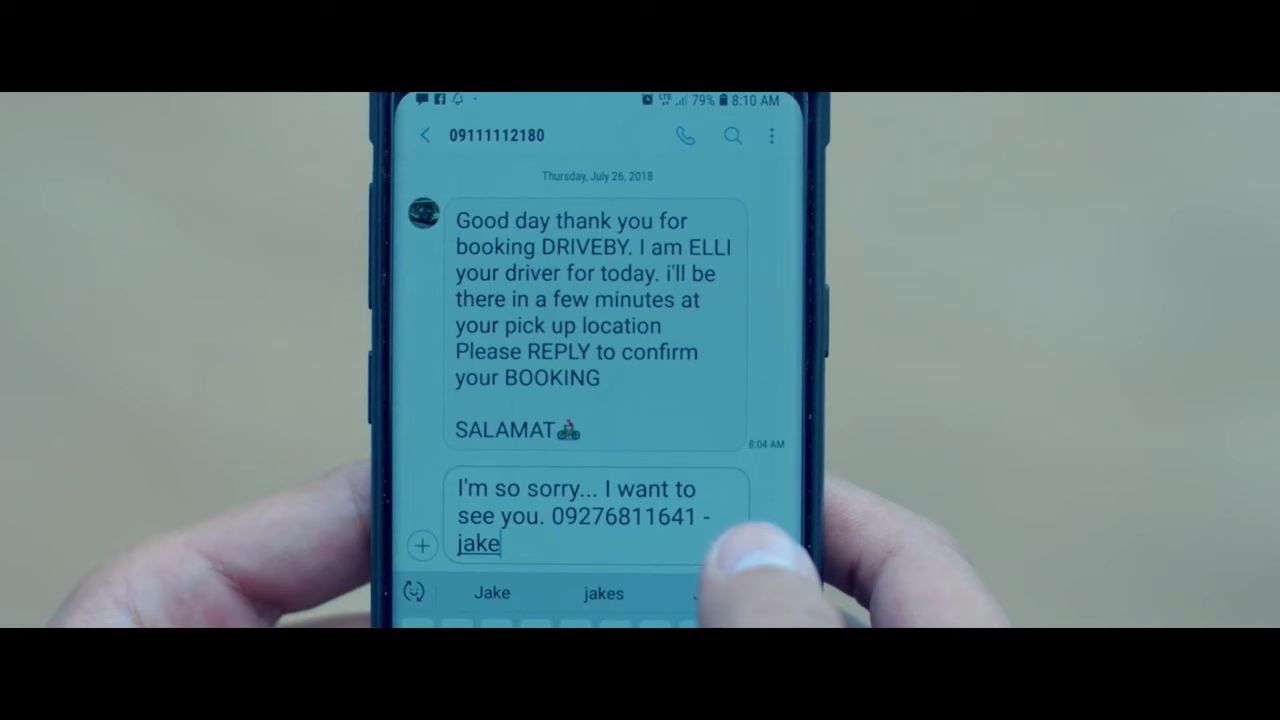 79% 8:10 AM
09111112180
Thursday, July 26, 2018
Good day thank you for
booking DRIVEBY. I am ELLI
your driver for today. i'll be
there in a few minutes at
your pick up location
Please REPLY to confirm
your BOOKING
SALAMAT
8:04 AM
I'm so sorry... I want to
see you. 09276811641 -
jake
Jake jakes